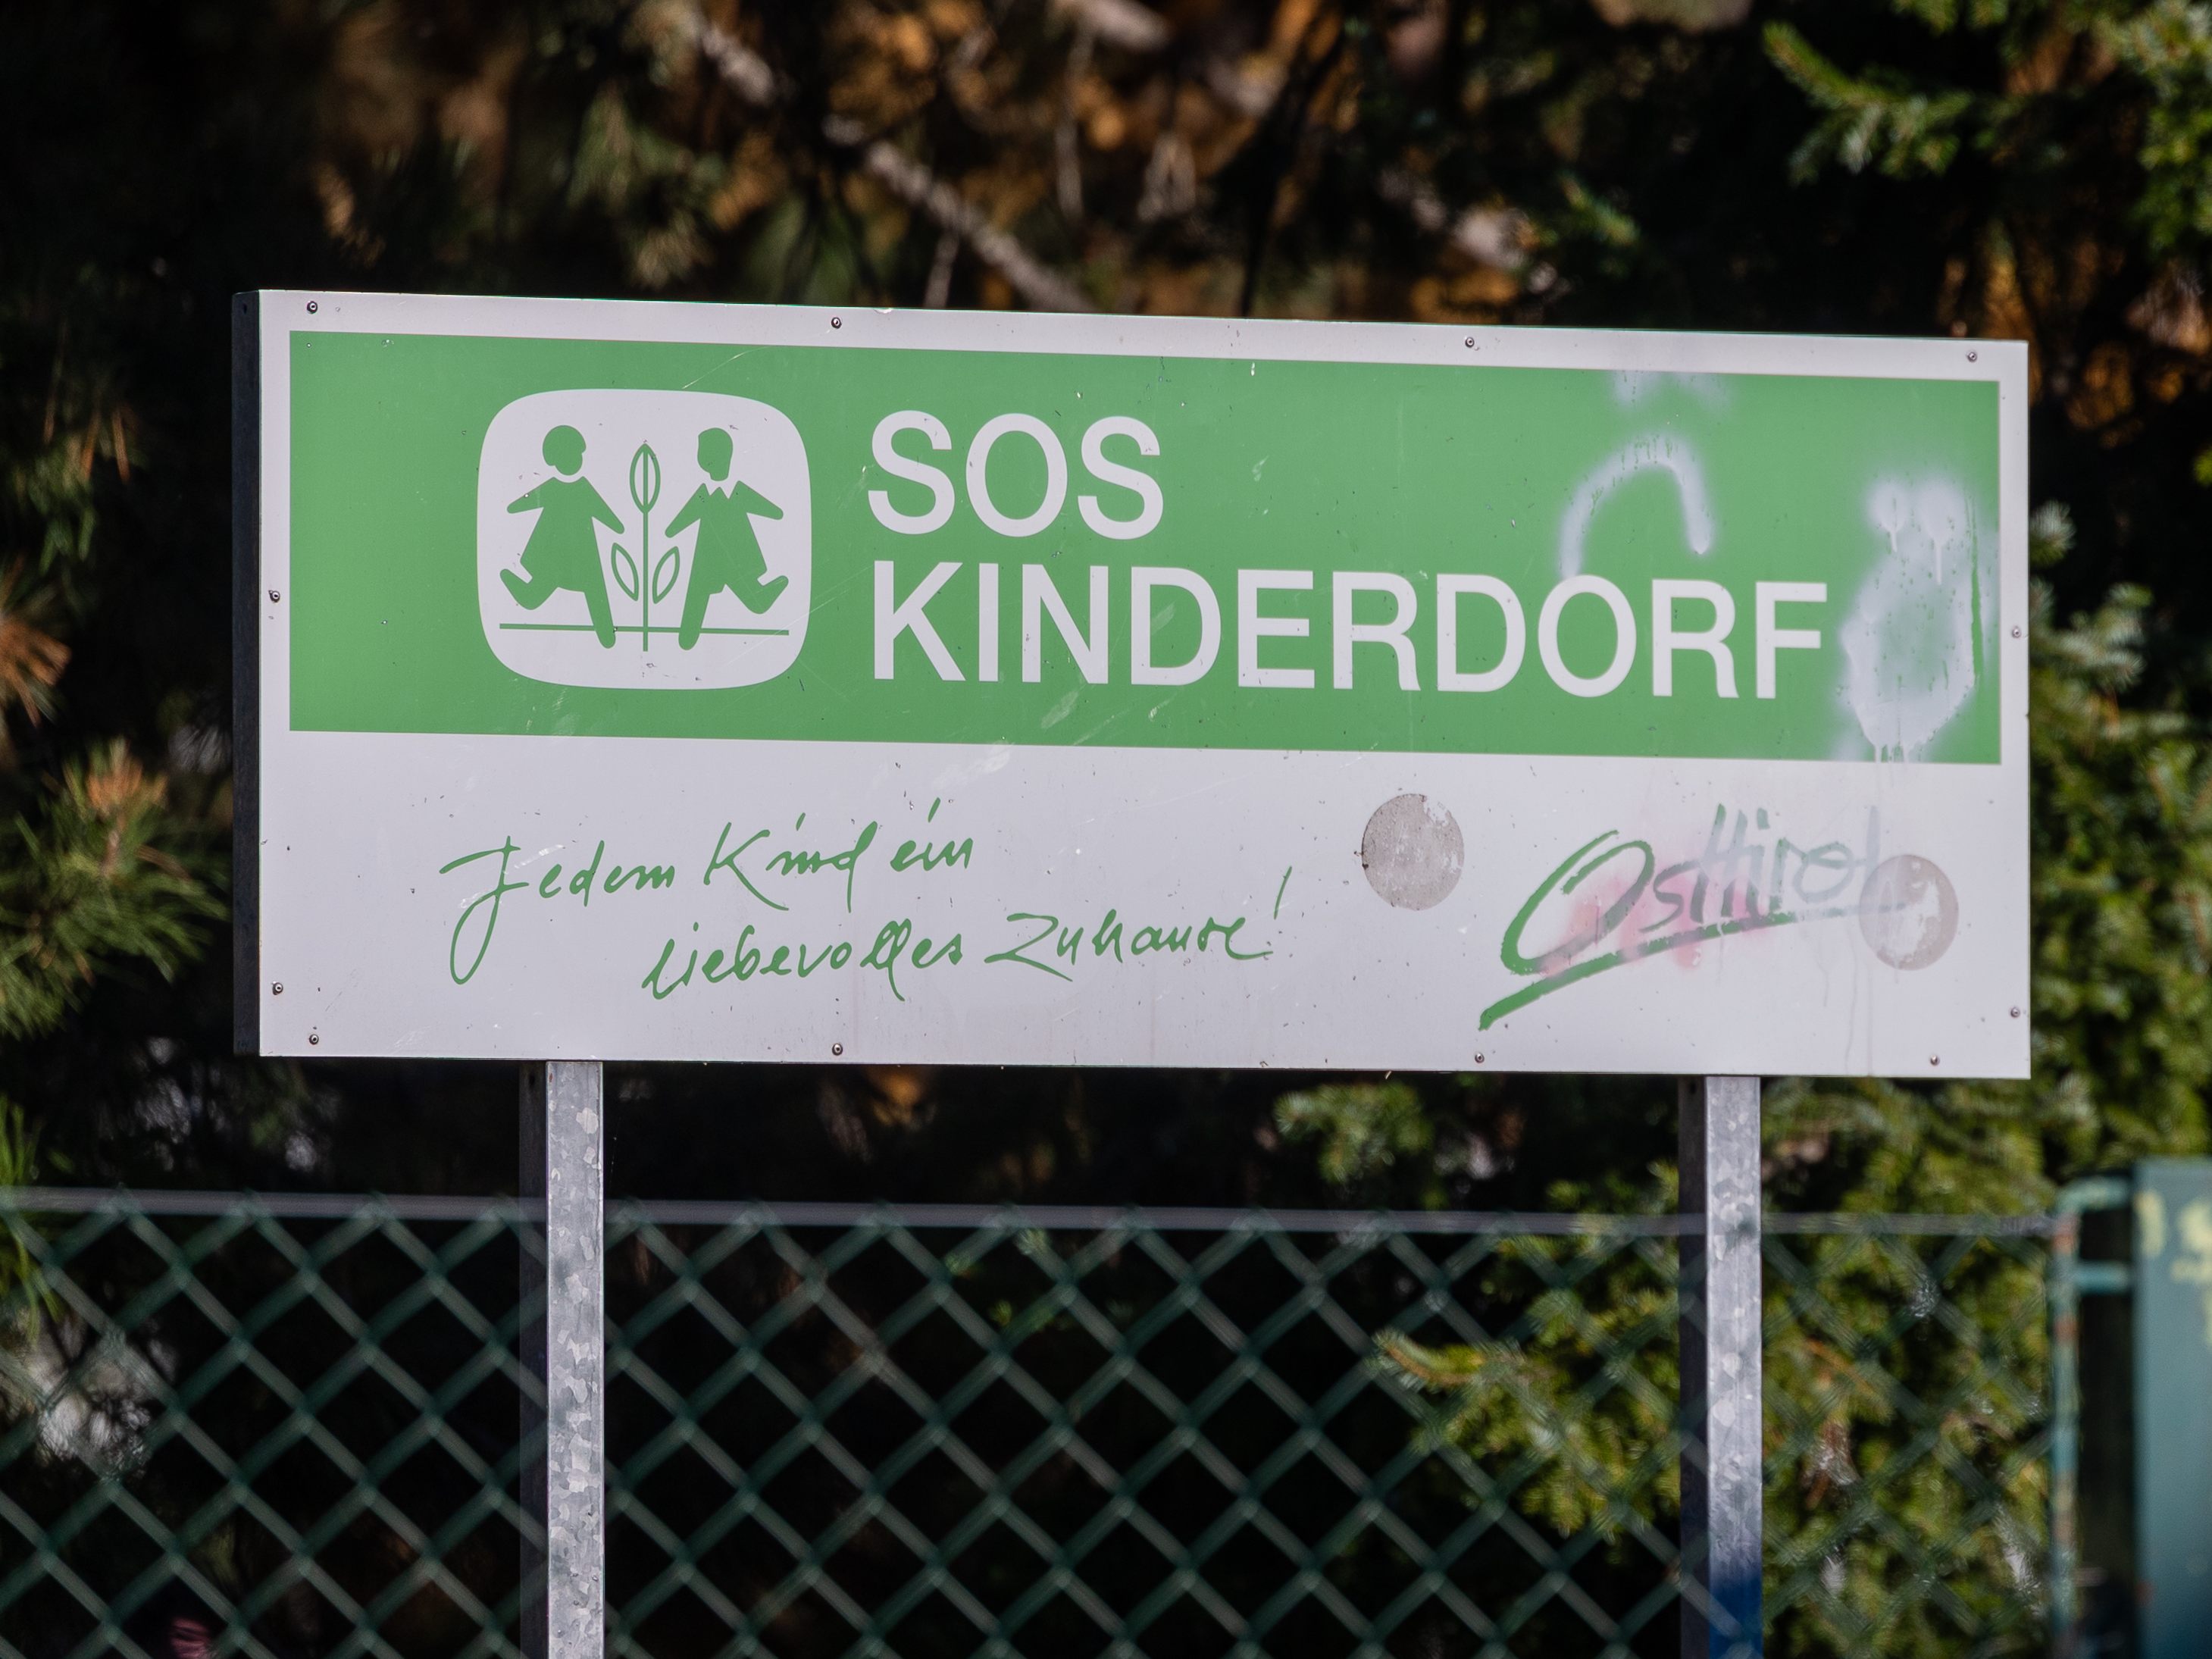 SOS
KINDERDORF
Jedem Kind ein
liebevolles Zuhause!
Osttirol